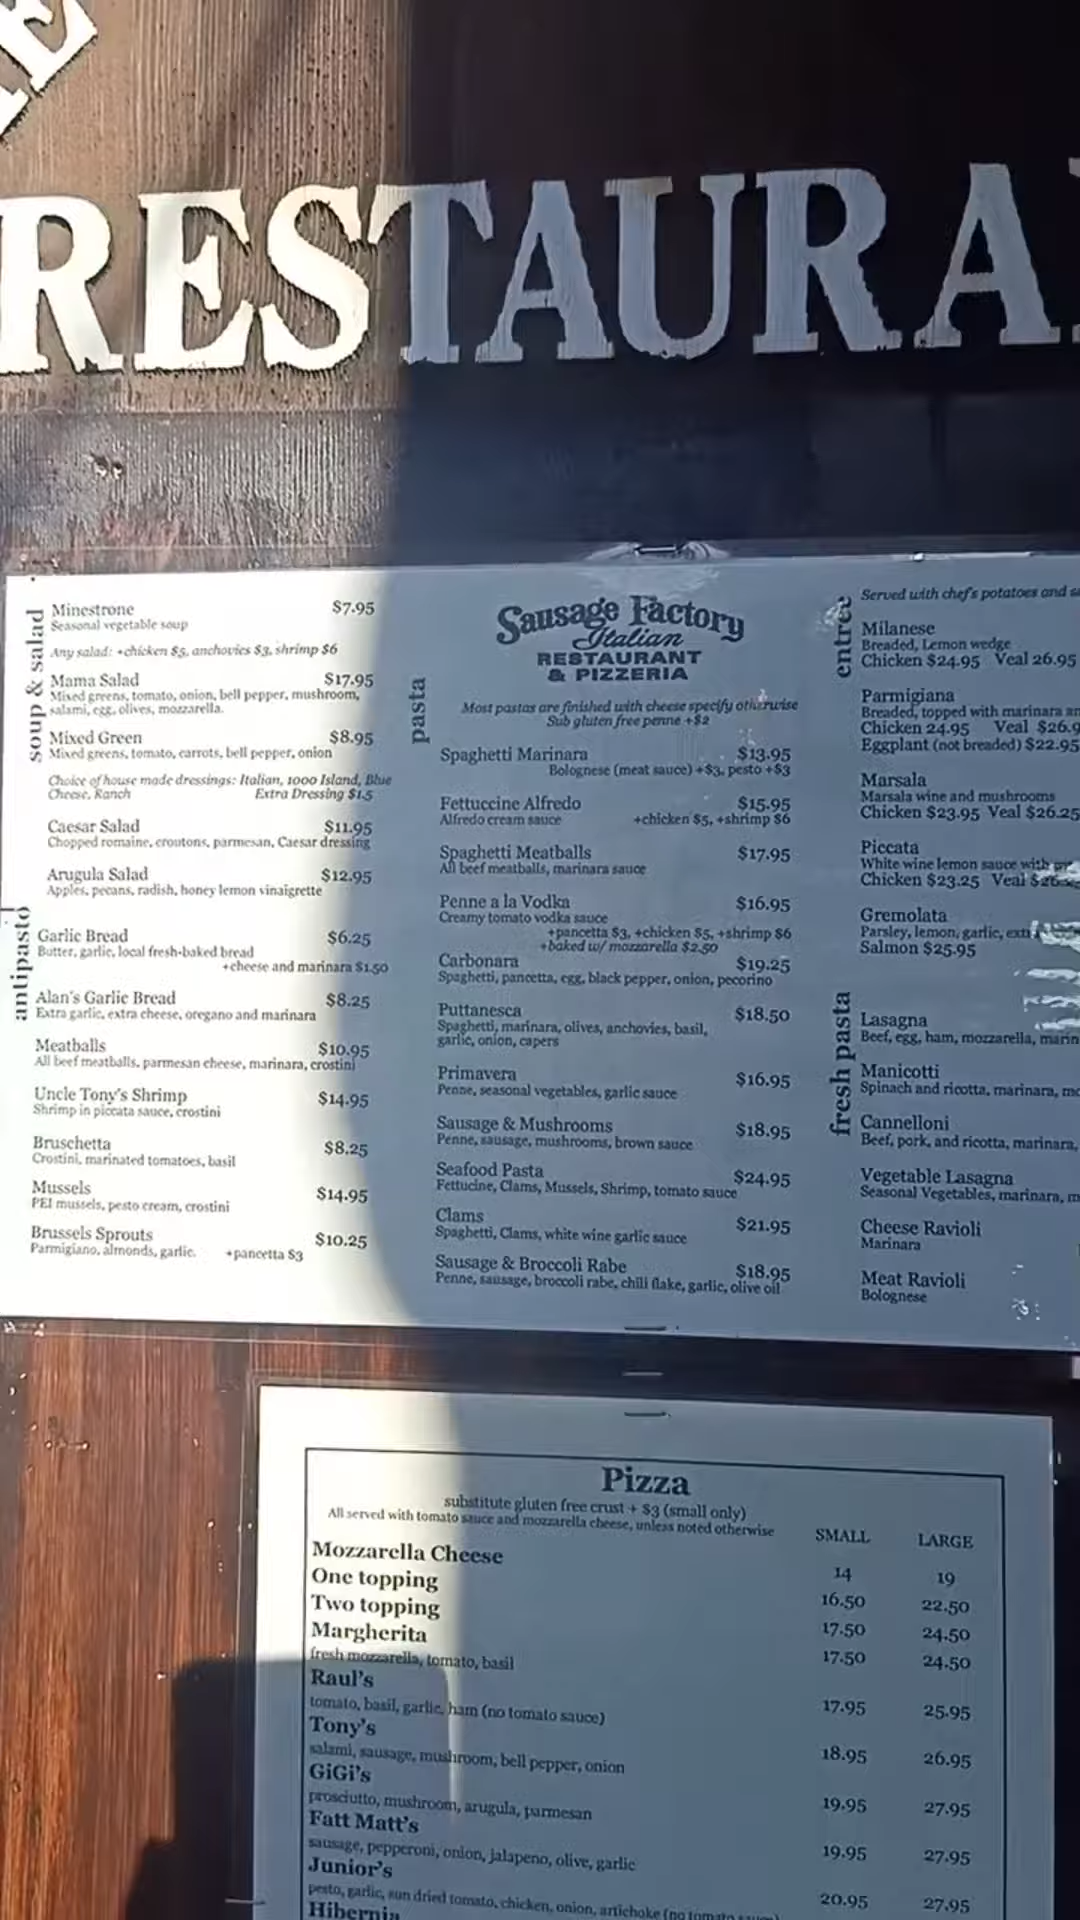 RESTAURA
soup & salad
Minestrone $7.95
Seasonal vegetable soup
Any salad: +chicken $5, anchovies $3, shrimp $6
Mama Salad $17.95
Mixed greens, tomato, onion, bell pepper, mushroom,
salami, egg, olives, mozzarella.
Mixed Green $8.95
Mixed greens, tomato, carrots, bell pepper, onion
Choice of house made dressings: Italian, 1000 Island, Blue
Cheese, Ranch Extra Dressing $1.5
Caesar Salad $11.95
Chopped romaine, croutons, parmesan, Caesar dressing
Arugula Salad $12.95
Apples, pecans, radish, honey lemon vinaigrette
antipasto
Garlic Bread $6.25
Butter, garlic, local fresh-baked bread
+cheese and marinara $1.50
Alan's Garlic Bread $8.25
Extra garlic, extra cheese, oregano and marinara
Meatballs $10.95
All beef meatballs, parmesan cheese, marinara, crostini
Uncle Tony's Shrimp $14.95
Shrimp in piccata sauce, crostini
Bruschetta $8.25
Crostini, marinated tomatoes, basil
Mussels $14.95
PEI mussels, pesto cream, crostini
Brussels Sprouts $10.25
Parmigiano, almonds, garlic. +pancetta $3
Sausage Factory
Italian
RESTAURANT
& PIZZERIA
pasta
Most pastas are finished with cheese specify otherwise
Sub gluten free penne +$2
Spaghetti Marinara $13.95
Bolognese (meat sauce) +$3, pesto +$3
Fettuccine Alfredo $15.95
Alfredo cream sauce +chicken $5, +shrimp $6
Spaghetti Meatballs $17.95
All beef meatballs, marinara sauce
Penne a la Vodka $16.95
Creamy tomato vodka sauce
+pancetta $3, +chicken $5, +shrimp $6
+baked w/ mozzarella $2.50
Carbonara $19.25
Spaghetti, pancetta, egg, black pepper, onion, pecorino
Puttanesca $18.50
Spaghetti, marinara, olives, anchovies, basil,
garlic, onion, capers
Primavera $16.95
Penne, seasonal vegetables, garlic sauce
Sausage & Mushrooms $18.95
Penne, sausage, mushrooms, brown sauce
Seafood Pasta $24.95
Fettucine, Clams, Mussels, Shrimp, tomato sauce
Clams $21.95
Spaghetti, Clams, white wine garlic sauce
Sausage & Broccoli Rabe $18.95
Penne, sausage, broccoli rabe, chili flake, garlic, olive oil
entree
Served with chef's potatoes and
Milanese
Breaded, Lemon wedge
Chicken $24.95 Veal 26.95
Parmigiana
Breaded, topped with marinara
Chicken 24.95 Veal $26.9
Eggplant (not breaded) $22.95
Marsala
Marsala wine and mushrooms
Chicken $23.95 Veal $26.25
Piccata
White wine lemon sauce with
Chicken $23.25 Veal
Gremolata
Parsley, lemon, garlic,
Salmon $25.95
fresh pasta
Lasagna
Beef, egg, ham, mozzarella, marin
Manicotti
Spinach and ricotta, marinara,
Cannelloni
Beef, pork, and ricotta, marinara,
Vegetable Lasagna
Seasonal Vegetables, marinara,
Cheese Ravioli
Marinara
Meat Ravioli
Bolognese
Pizza
substitute gluten free crust + $3 (small only)
All served with tomato sauce and mozzarella cheese, unless noted otherwise
SMALL LARGE
Mozzarella Cheese 14 19
One topping 16.50 22.50
Two topping 17.50 24.50
Margherita 17.50 24.50
fresh mozzarella, tomato, basil
Raul's 17.95 25.95
tomato, basil, garlic, ham (no tomato sauce)
Tony's 18.95 26.95
salami, sausage, mushroom, bell pepper, onion
GiGi's 19.95 27.95
prosciutto, mushroom, arugula, parmesan
Fatt Matt's 19.95 27.95
sausage, pepperoni, onion, jalapeno, olive, garlic
Junior's 20.95 27.95
pesto, garlic, sun dried tomato, chicken, onion, artichoke (no tomato sauce)
Hibernia